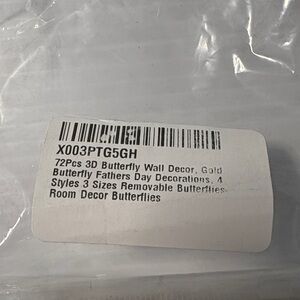 X003PTG5GH
72Pcs 3D Butterfly Wall Decor, Gold
Butterfly Fathers Day Decorations, 4
Styles 3 Sizes Removable Butterflies
Room Decor Butterflies